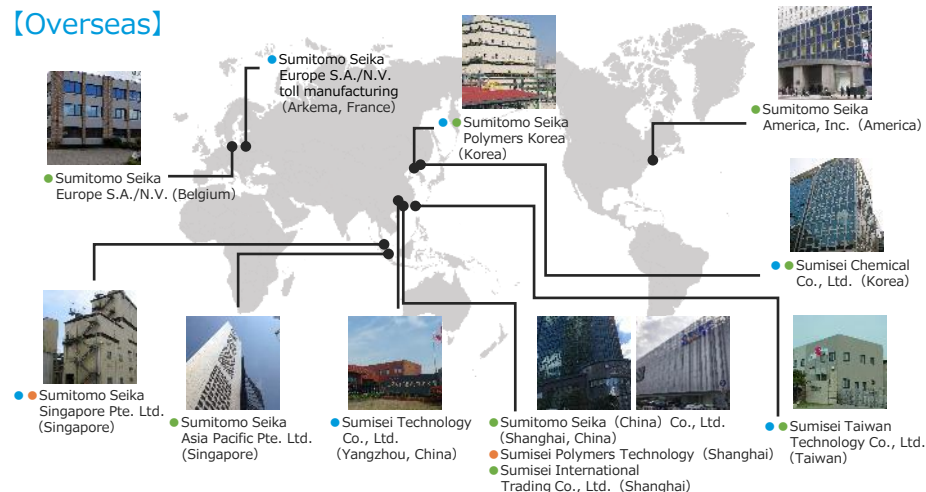 【Overseas】
Sumitomo Seika
Europe S.A./N.V.
toll manufacturing
(Arkema, France)
Sumitomo Seika
Polymers Korea
(Korea)
Sumitomo Seika
America, Inc.（America）
Sumitomo Seika
Europe S.A./N.V. (Belgium)
Sumisei Chemical
Co., Ltd.（Korea）
Sumitomo Seika
Singapore Pte. Ltd.
（Singapore）
Sumitomo Seika
Asia Pacific Pte. Ltd.
（Singapore）
Sumisei Technology
Co., Ltd.
（Yangzhou, China）
Sumitomo Seika（China）Co., Ltd.
（Shanghai, China）
Sumisei Polymers Technology（Shanghai）
Sumisei International
Trading Co., Ltd.（Shanghai）
Sumisei Taiwan
Technology Co., Ltd.
（Taiwan）